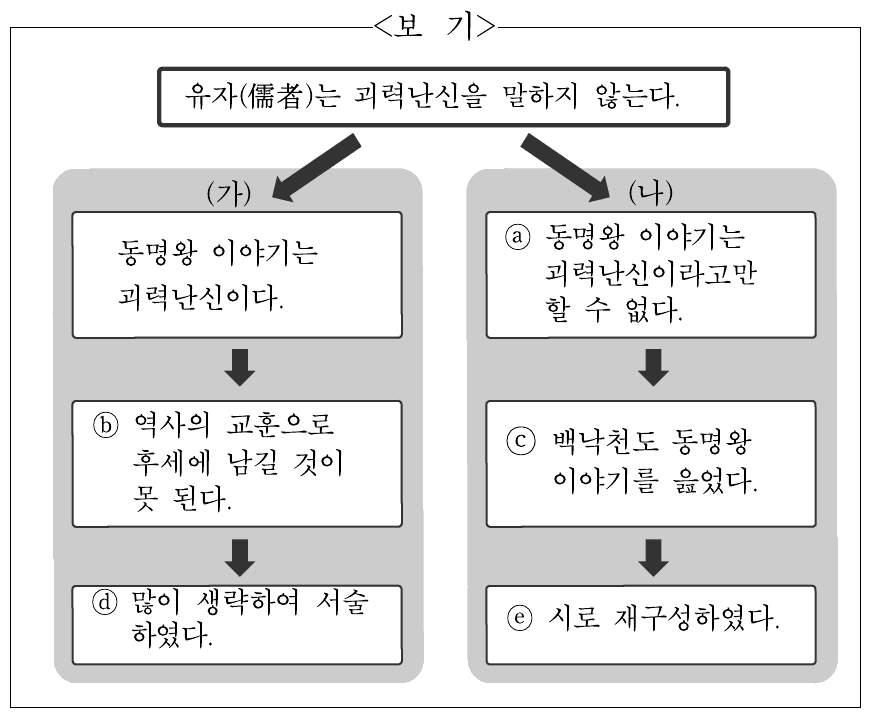 <보 기>
유자(儒者)는 괴력난신을 말하지 않는다.
(가)
동명왕 이야기는
괴력난신이다.
ⓑ 역사의 교훈으로
후세에 남길 것이
못 된다.
ⓓ 많이 생략하여 서술
하였다.
(나)
ⓐ 동명왕 이야기는
괴력난신이라고만
할 수 없다.
ⓒ 백낙천도 동명왕
이야기를 읊었다.
ⓔ 시로 재구성하였다.